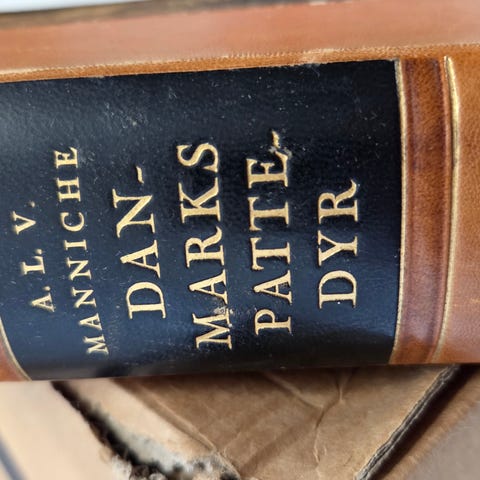 A. L. V.
MANNICHE
DAN-
MARKS
PATTE-
DYR